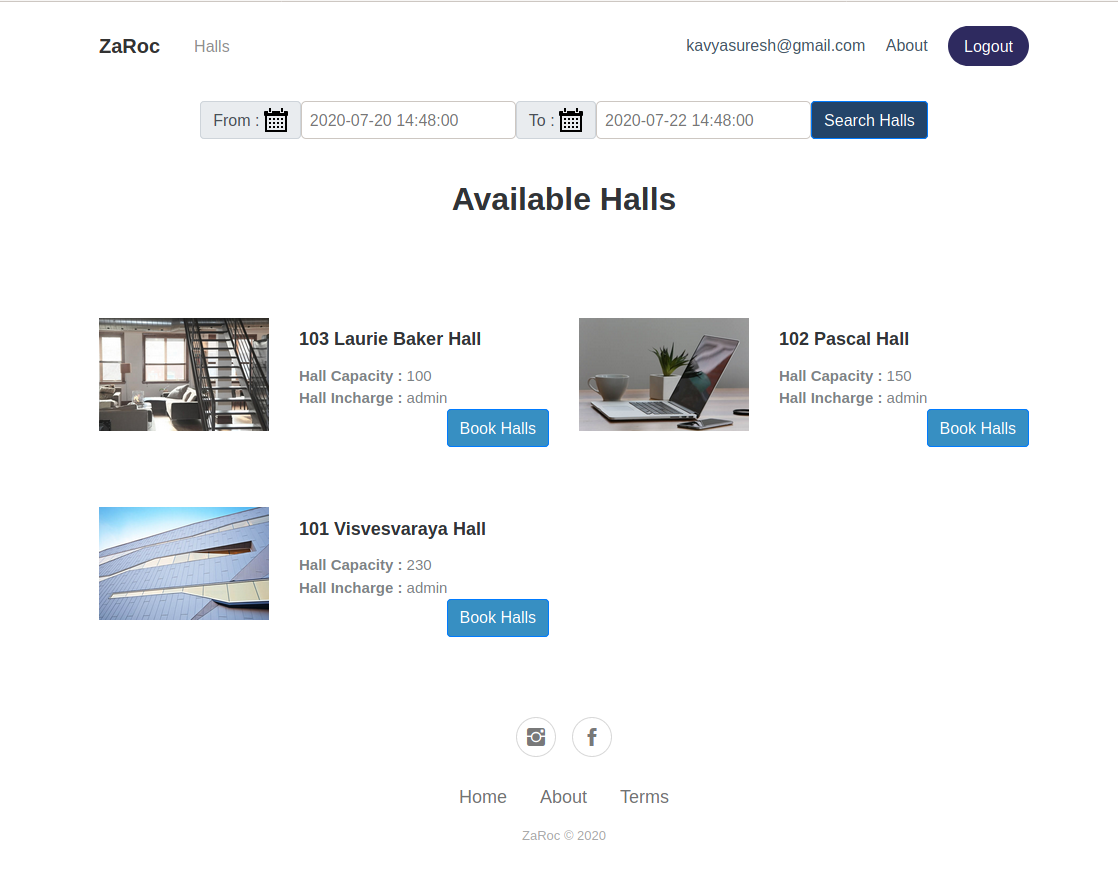 ZaRoc Halls kavyasuresh@gmail.com About Logout
From : 2020-07-20 14:48:00 To : 2020-07-22 14:48:00 Search Halls
Available Halls
103 Laurie Baker Hall
Hall Capacity : 100
Hall Incharge : admin
Book Halls
102 Pascal Hall
Hall Capacity : 150
Hall Incharge : admin
Book Halls
101 Visvesvaraya Hall
Hall Capacity : 230
Hall Incharge : admin
Book Halls
Home About Terms
ZaRoc © 2020